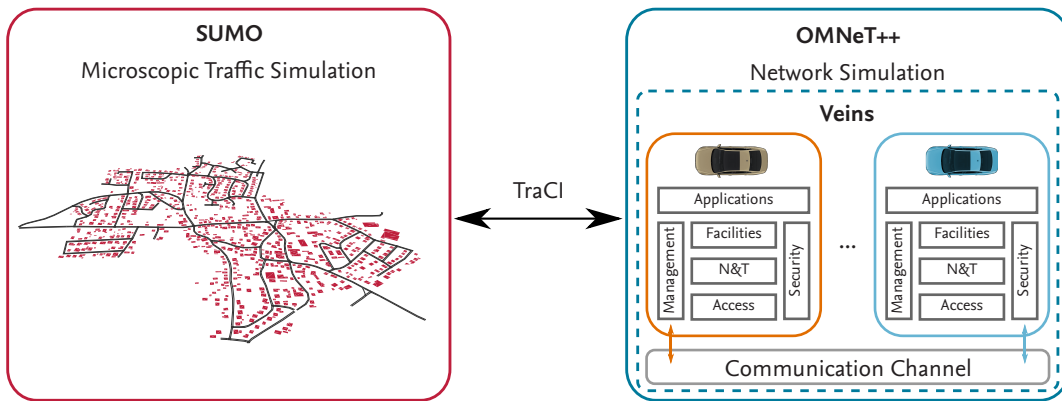 SUMO
Microscopic Traffic Simulation
TraCI
OMNeT++
Network Simulation
Veins
Applications
Management
Facilities
N&T
Access
Security
...
Applications
Management
Facilities
N&T
Access
Security
Communication Channel